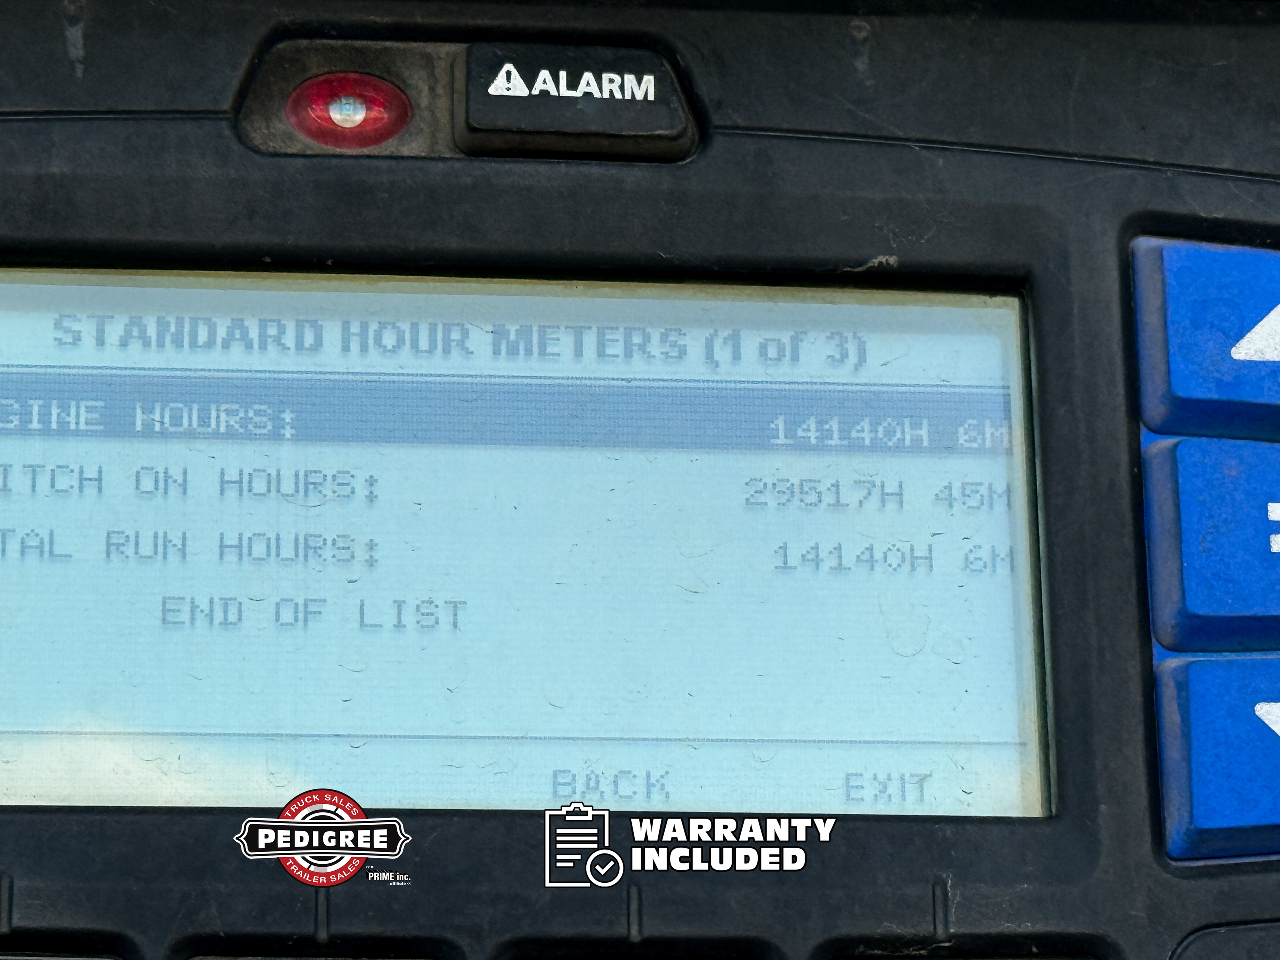 ALARM
STANDARD HOUR METERS (1 of 3)
GINE HOURS: 14140H 6M
ITCH ON HOURS: 29517H 45M
TAL RUN HOURS: 14140H 6M
END OF LIST
BACK EXIT
TRUCK SALES
PEDIGREE
TRAILER SALES
PRIME inc.
WARRANTY
INCLUDED